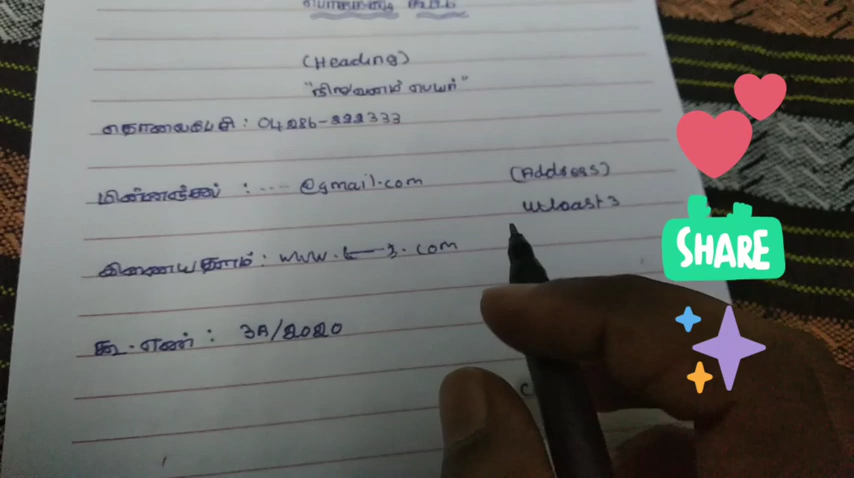 (Heading)
"நிறுவனம் பெயர்"
தொலைபேசி : 04286-222333
மின்னஞ்சல் : .... @gmail.com (Address)
இணையதளம் : www. . com
கூ.எண் : 3A/2020
SHARE